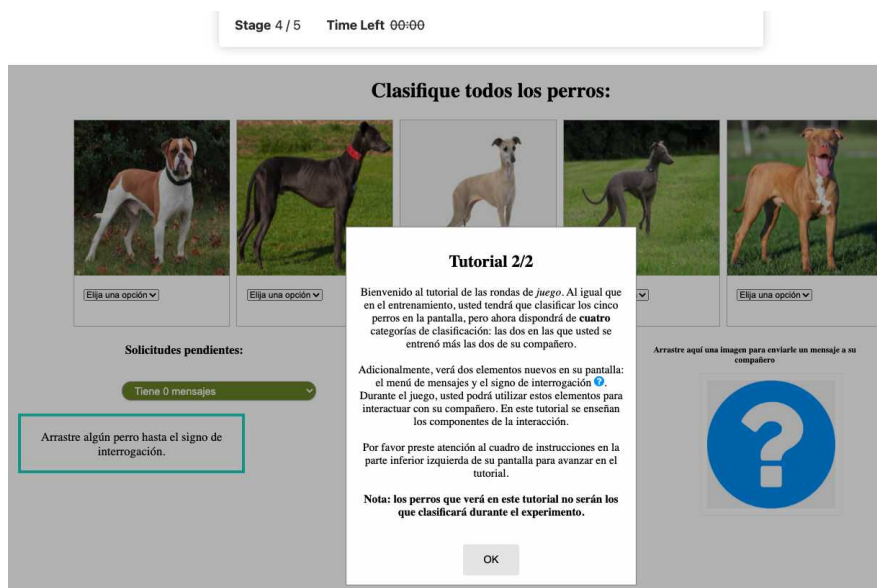 Stage 4 / 5 Time Left 00:00
Clasifique todos los perros:
Elija una opción
Elija una opción
Elija una opción
Tutorial 2/2
Bienvenido al tutorial de las rondas de juego. Al igual que
en el entrenamiento, usted tendrá que clasificar los cinco
perros en la pantalla, pero ahora dispondrá de cuatro
categorías de clasificación: las dos en las que usted se
entrenó más las dos de su compañero.
Adicionalmente, verá dos elementos nuevos en su pantalla:
el menú de mensajes y el signo de interrogación ?.
Durante el juego, usted podrá utilizar estos elementos para
interactuar con su compañero. En este tutorial se enseñan
los componentes de la interacción.
Por favor preste atención al cuadro de instrucciones en la
parte inferior izquierda de su pantalla para avanzar en el
tutorial.
Nota: los perros que verá en este tutorial no serán los
que clasificará durante el experimento.
OK
Solicitudes pendientes:
Tiene 0 mensajes
Arrastre algún perro hasta el signo de
interrogación.
Arrastre aquí una imagen para enviarle un mensaje a su
compañero
?